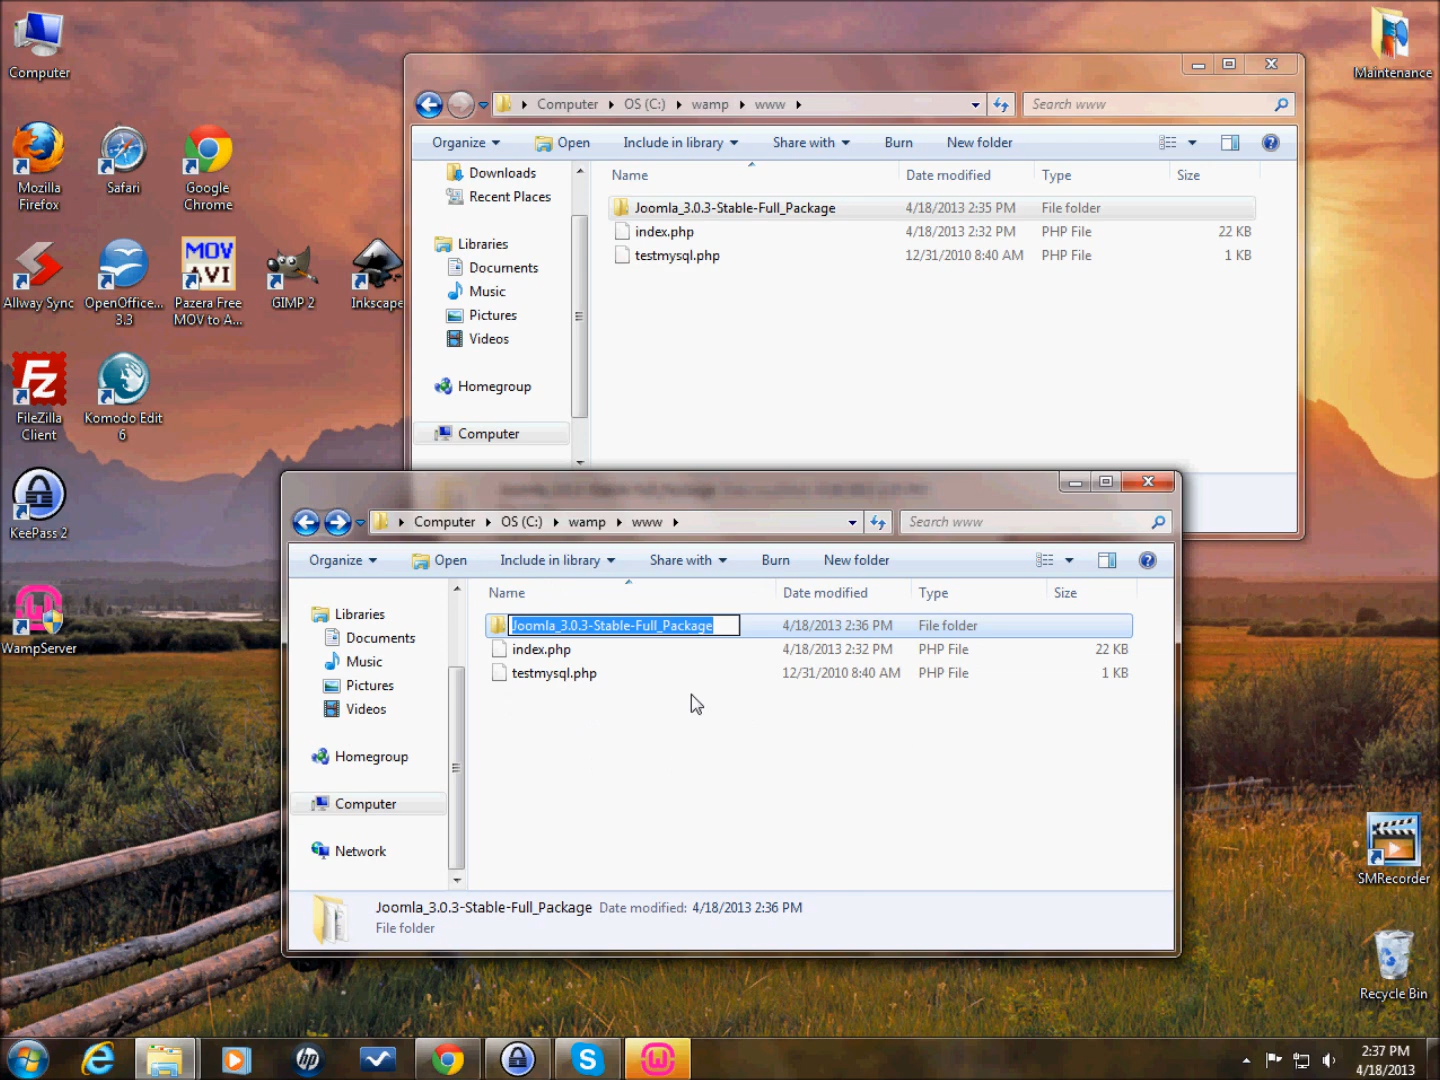 Computer
Mozilla
Firefox
Safari
Google
Chrome
Allway Sync
OpenOffice...
3.3
MOV
AVI
Pazera Free
MOV to A...
GIMP 2
Inkscape
FileZilla
Client
Komodo Edit
6
KeePass 2
WampServer
Maintenance
SMRecorder
Recycle Bin
Computer OS (C:) wamp www
Search www
Organize Open Include in library Share with Burn New folder
Downloads
Recent Places
Libraries
Documents
Music
Pictures
Videos
Homegroup
Computer
Name Date modified Type Size
Joomla_3.0.3-Stable-Full_Package 4/18/2013 2:35 PM File folder
index.php 4/18/2013 2:32 PM PHP File 22 KB
testmysql.php 12/31/2010 8:40 AM PHP File 1 KB
Computer OS (C:) wamp www
Search www
Organize Open Include in library Share with Burn New folder
Libraries
Documents
Music
Pictures
Videos
Homegroup
Computer
Network
Name Date modified Type Size
Joomla_3.0.3-Stable-Full_Package 4/18/2013 2:36 PM File folder
index.php 4/18/2013 2:32 PM PHP File 22 KB
testmysql.php 12/31/2010 8:40 AM PHP File 1 KB
Joomla_3.0.3-Stable-Full_Package Date modified: 4/18/2013 2:36 PM
File folder
2:37 PM
4/18/2013